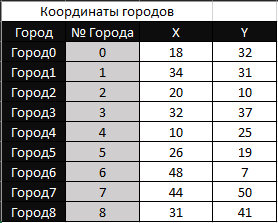 Координаты городов
Город № Города X Y
Город0 0 18 32
Город1 1 34 31
Город2 2 20 10
Город3 3 32 37
Город4 4 10 25
Город5 5 26 19
Город6 6 48 7
Город7 7 44 50
Город8 8 31 41